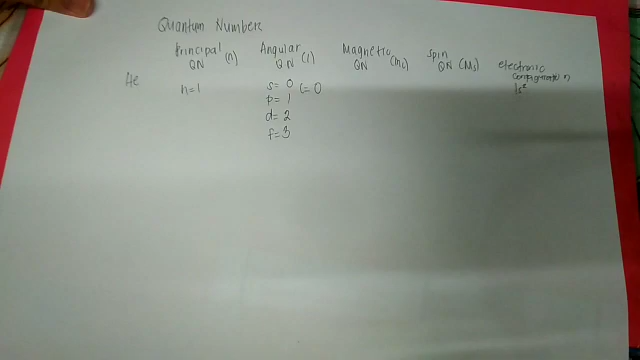 Quantum Number
Principal QN (n) Angular QN (l) Magnetic QN (ml) Spin QN (Ms) electronic configuration
He n=1 s=0 l=0 1s²
p=1
d=2
f=3